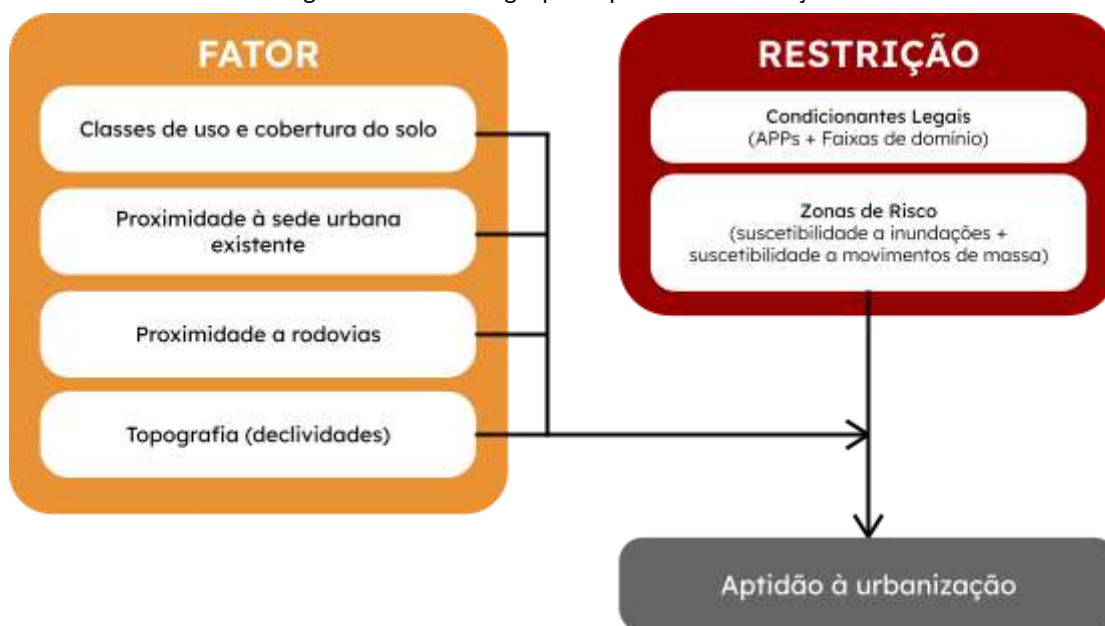 FATOR
Classes de uso e cobertura do solo
Proximidade à sede urbana
existente
Proximidade a rodovias
Topografia (declividades)
RESTRIÇÃO
Condicionantes Legais
(APPs + Faixas de domínio)
Zonas de Risco
(suscetibilidade a inundações +
suscetibilidade a movimentos de massa)
Aptidão à urbanização